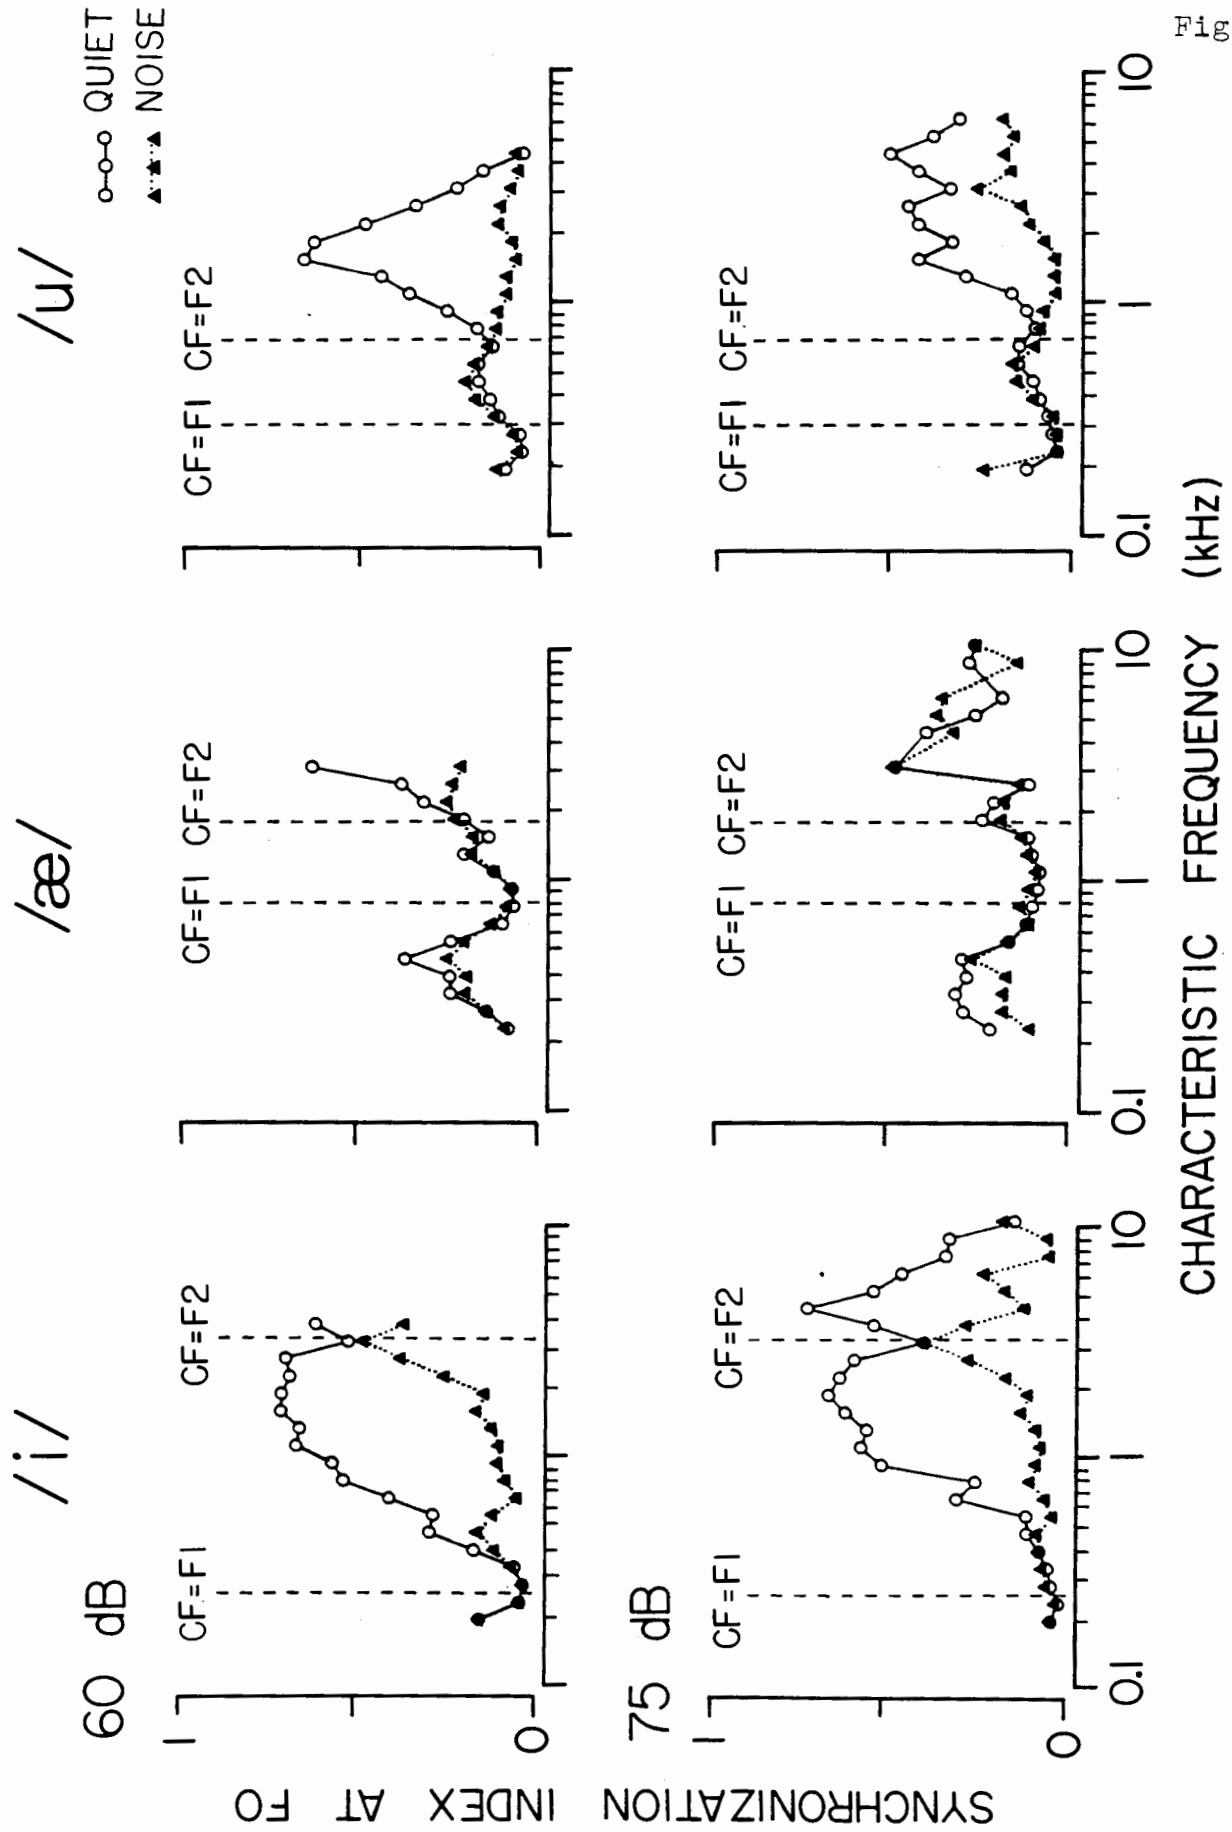 Fig
/i/
/æ/
/u/
QUIET
NOISE
60 dB
CF=F1
CF=F2
CF=F1
CF=F2
CF=F1
CF=F2
1
0
75 dB
CF=F1
CF=F2
CF=F1
CF=F2
CF=F1
CF=F2
1
0
0.1
1
10
0.1
1
10
0.1
1
10
SYNCHRONIZATION INDEX AT F0
CHARACTERISTIC FREQUENCY (kHz)